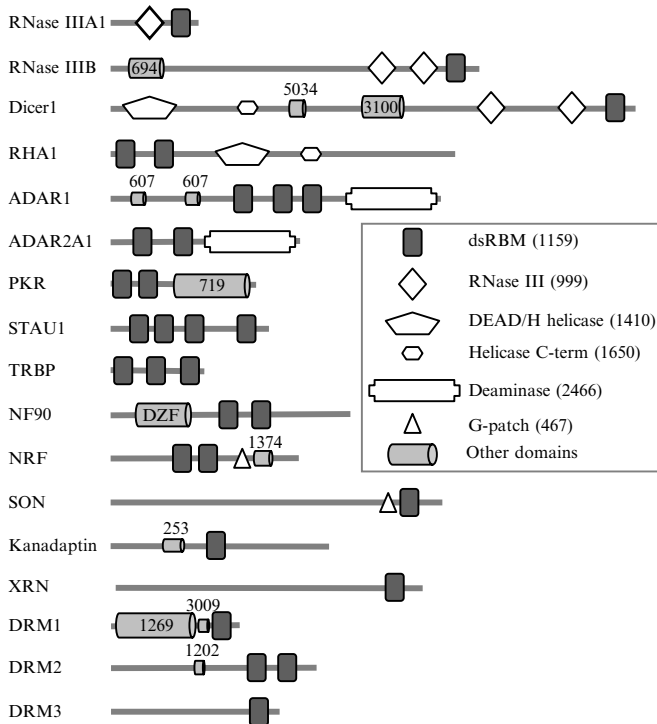 RNase IIIA1
RNase IIIB
694
Dicer1
5034
3100
RHA1
ADAR1
607 607
ADAR2A1
PKR
719
STAU1
TRBP
NF90
DZF
NRF
1374
SON
Kanadaptin
253
XRN
DRM1
1269
3009
DRM2
1202
DRM3
dsRBM (1159)
RNase III (999)
DEAD/H helicase (1410)
Helicase C-term (1650)
Deaminase (2466)
G-patch (467)
Other domains